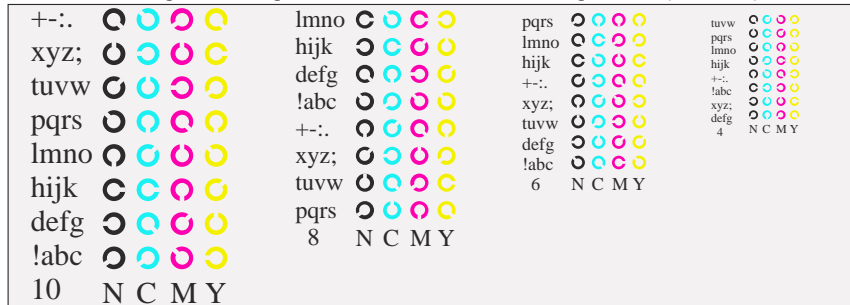 +-:.
xyz;
tuvw
pqrs
lmno
hijk
defg
!abc
10 N C M Y
lmno
hijk
defg
!abc
+-:.
xyz;
tuvw
pqrs
8 N C M Y
pqrs
lmno
hijk
+-:.
xyz;
tuvw
defg
!abc
6 N C M Y
tuvw
pqrs
lmno
hijk
+-:.
!abc
xyz;
defg
4 N C M Y